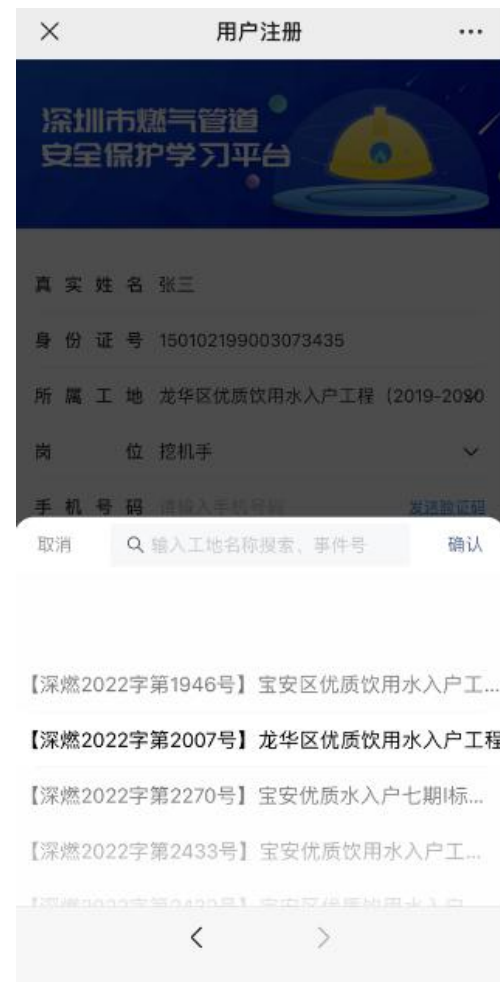 用户注册
深圳市燃气管道
安全保护学习平台
真实姓名 张三
身份证号 150102199003073435
所属工地 龙华区优质饮用水入户工程（2019-2020
岗位 挖机手
手机号码 请输入手机号码 发送验证码
取消 输入工地名称搜索、事件号 确认
【深燃2022字第1946号】宝安区优质饮用水入户工...
【深燃2022字第2007号】龙华区优质饮用水入户工程
【深燃2022字第2270号】宝安优质水入户七期I标...
【深燃2022字第2433号】宝安优质饮用水入户工...